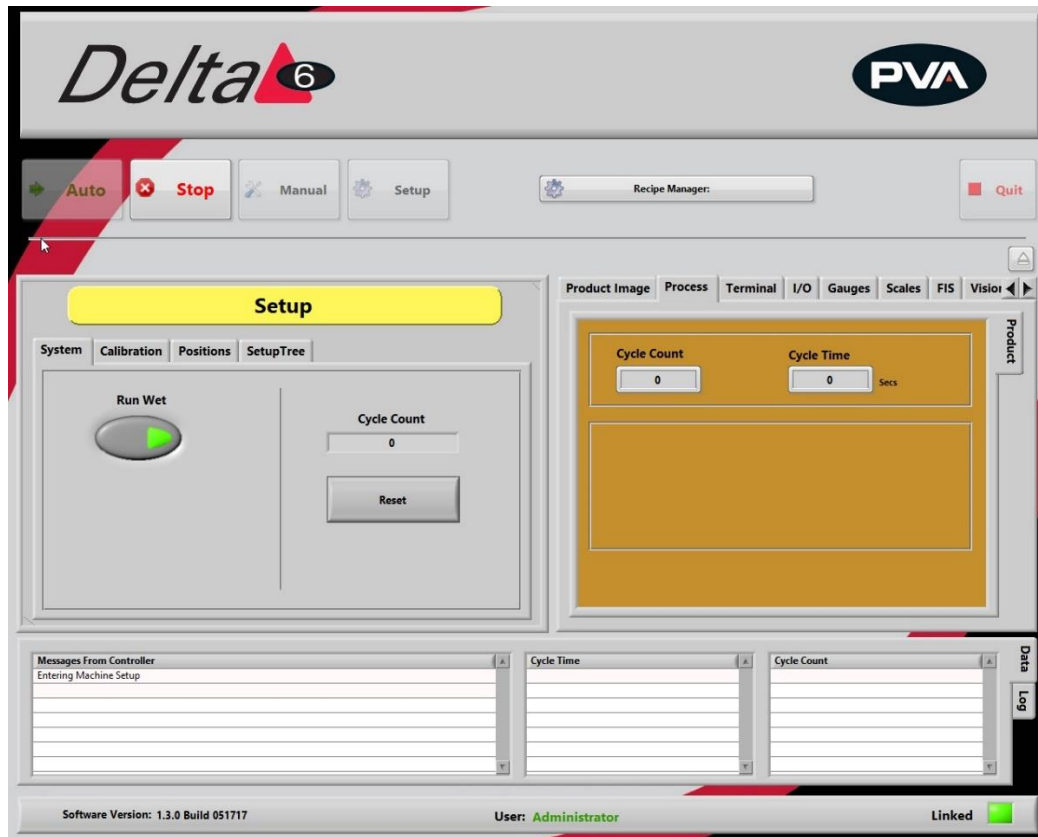 Delta 6
PVA
Auto
Stop
Manual
Setup
Recipe Manager:
Quit
Setup
System
Calibration
Positions
SetupTree
Run Wet
Cycle Count
0
Reset
Product Image
Process
Terminal
I/O
Gauges
Scales
FIS
Vision
Product
Cycle Count
0
Cycle Time
0
Secs
Messages From Controller
Entering Machine Setup
Cycle Time
Cycle Count
Data
Log
Software Version: 1.3.0 Build 051717
User: Administrator
Linked